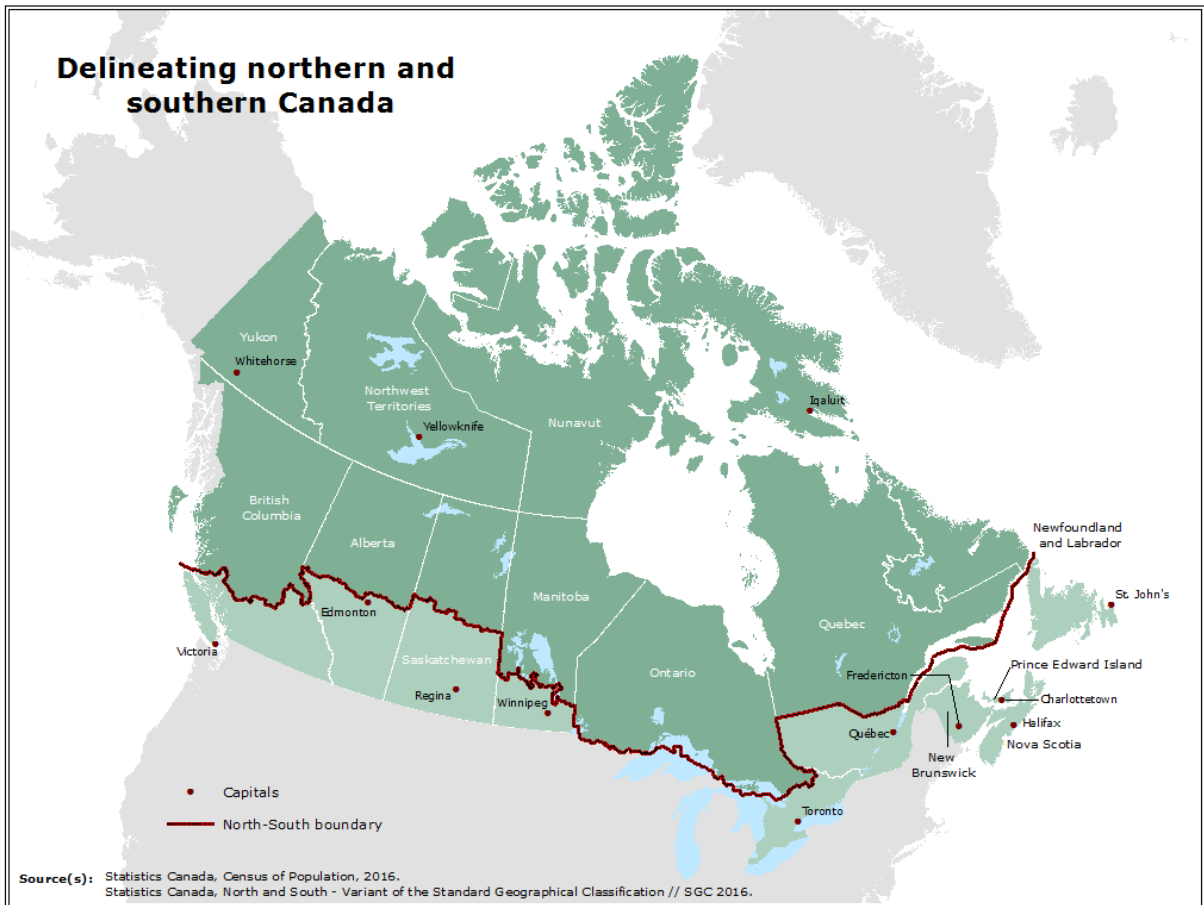 Delineating northern and
southern Canada
Yukon
Whitehorse
Northwest
Territories
Yellowknife
Nunavut
Iqaluit
British
Columbia
Alberta
Newfoundland
and Labrador
Manitoba
Edmonton
St. John's
Quebec
Victoria
Saskatchewan
Prince Edward Island
Ontario
Fredericton
Regina
Winnipeg
Charlottetown
Halifax
Québec
Nova Scotia
New
Brunswick
Capitals
Toronto
North-South boundary
Source(s): Statistics Canada, Census of Population, 2016.
Statistics Canada, North and South - Variant of the Standard Geographical Classification // SGC 2016.